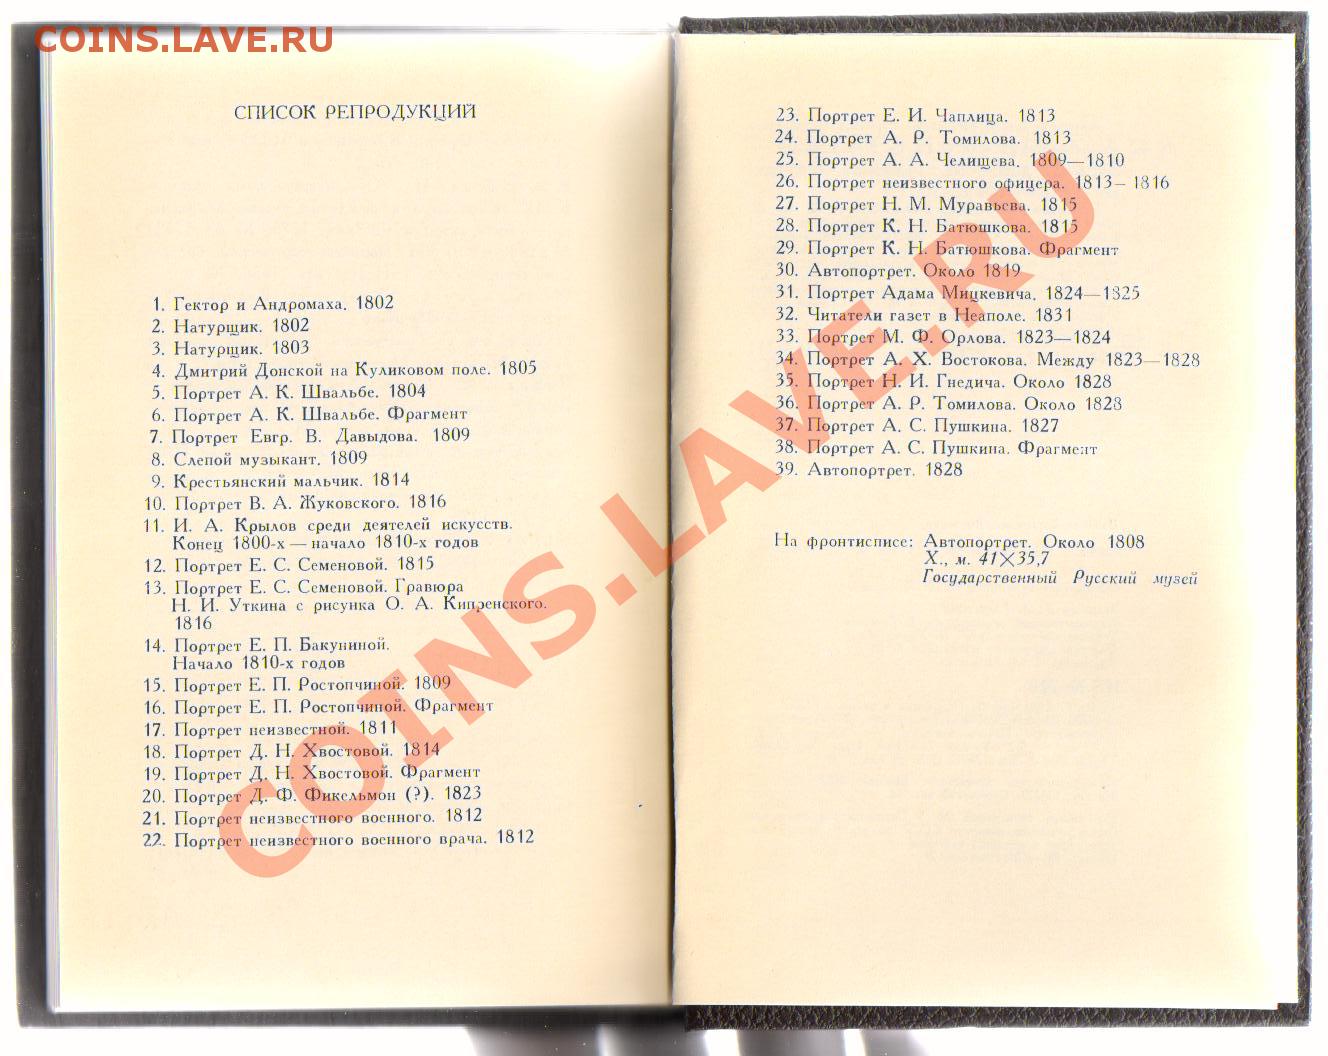 COINS.LAVE.RU
СПИСОК РЕПРОДУКЦИЙ
1. Гектор и Андромаха. 1802
2. Натурщик. 1802
3. Натурщик. 1803
4. Дмитрий Донской на Куликовом поле. 1805
5. Портрет А. К. Швальбе. 1804
6. Портрет А. К. Швальбе. Фрагмент
7. Портрет Евгр. В. Давыдова. 1809
8. Слепой музыкант. 1809
9. Крестьянский мальчик. 1814
10. Портрет В. А. Жуковского. 1816
11. И. А. Крылов среди деятелей искусств.
Конец 1800-х — начало 1810-х годов
12. Портрет Е. С. Семеновой. 1815
13. Портрет Е. С. Семеновой. Гравюра
Н. И. Уткина с рисунка О. А. Кипренского.
1816
14. Портрет Е. П. Бакуниной.
Начало 1810-х годов
15. Портрет Е. П. Ростопчиной. 1809
16. Портрет Е. П. Ростопчиной. Фрагмент
17. Портрет неизвестной. 1811
18. Портрет Д. Н. Хвостовой. 1814
19. Портрет Д. Н. Хвостовой. Фрагмент
20. Портрет Д. Ф. Фикельмон (?). 1823
21. Портрет неизвестного военного. 1812
22. Портрет неизвестного военного врача. 1812
23. Портрет Е. И. Чаплица. 1813
24. Портрет А. Р. Томилова. 1813
25. Портрет А. А. Челищева. 1809—1810
26. Портрет неизвестного офицера. 1813— 1816
27. Портрет Н. М. Муравьева. 1815
28. Портрет К. Н. Батюшкова. 1815
29. Портрет К. Н. Батюшкова. Фрагмент
30. Автопортрет. Около 1819
31. Портрет Адама Мицкевича. 1824—1825
32. Читатели газет в Неаполе. 1831
33. Портрет М. Ф. Орлова. 1823—1824
34. Портрет А. Х. Востокова. Между 1823—1828
35. Портрет Н. И. Гнедича. Около 1828
36. Портрет А. Р. Томилова. Около 1828
37. Портрет А. С. Пушкина. 1827
38. Портрет А. С. Пушкина. Фрагмент
39. Автопортрет. 1828
На фронтисписе: Автопортрет. Около 1808
Х., м. 41×35,7
Государственный Русский музей
COINS.LAVE.RU